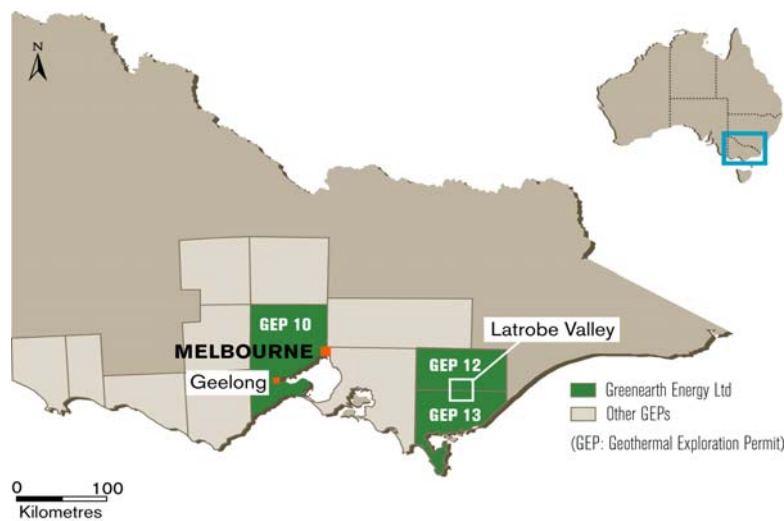 N
GEP 10
MELBOURNE
Geelong
Latrobe Valley
GEP 12
GEP 13
Greenearth Energy Ltd
Other GEPs
(GEP: Geothermal Exploration Permit)
0 100
Kilometres